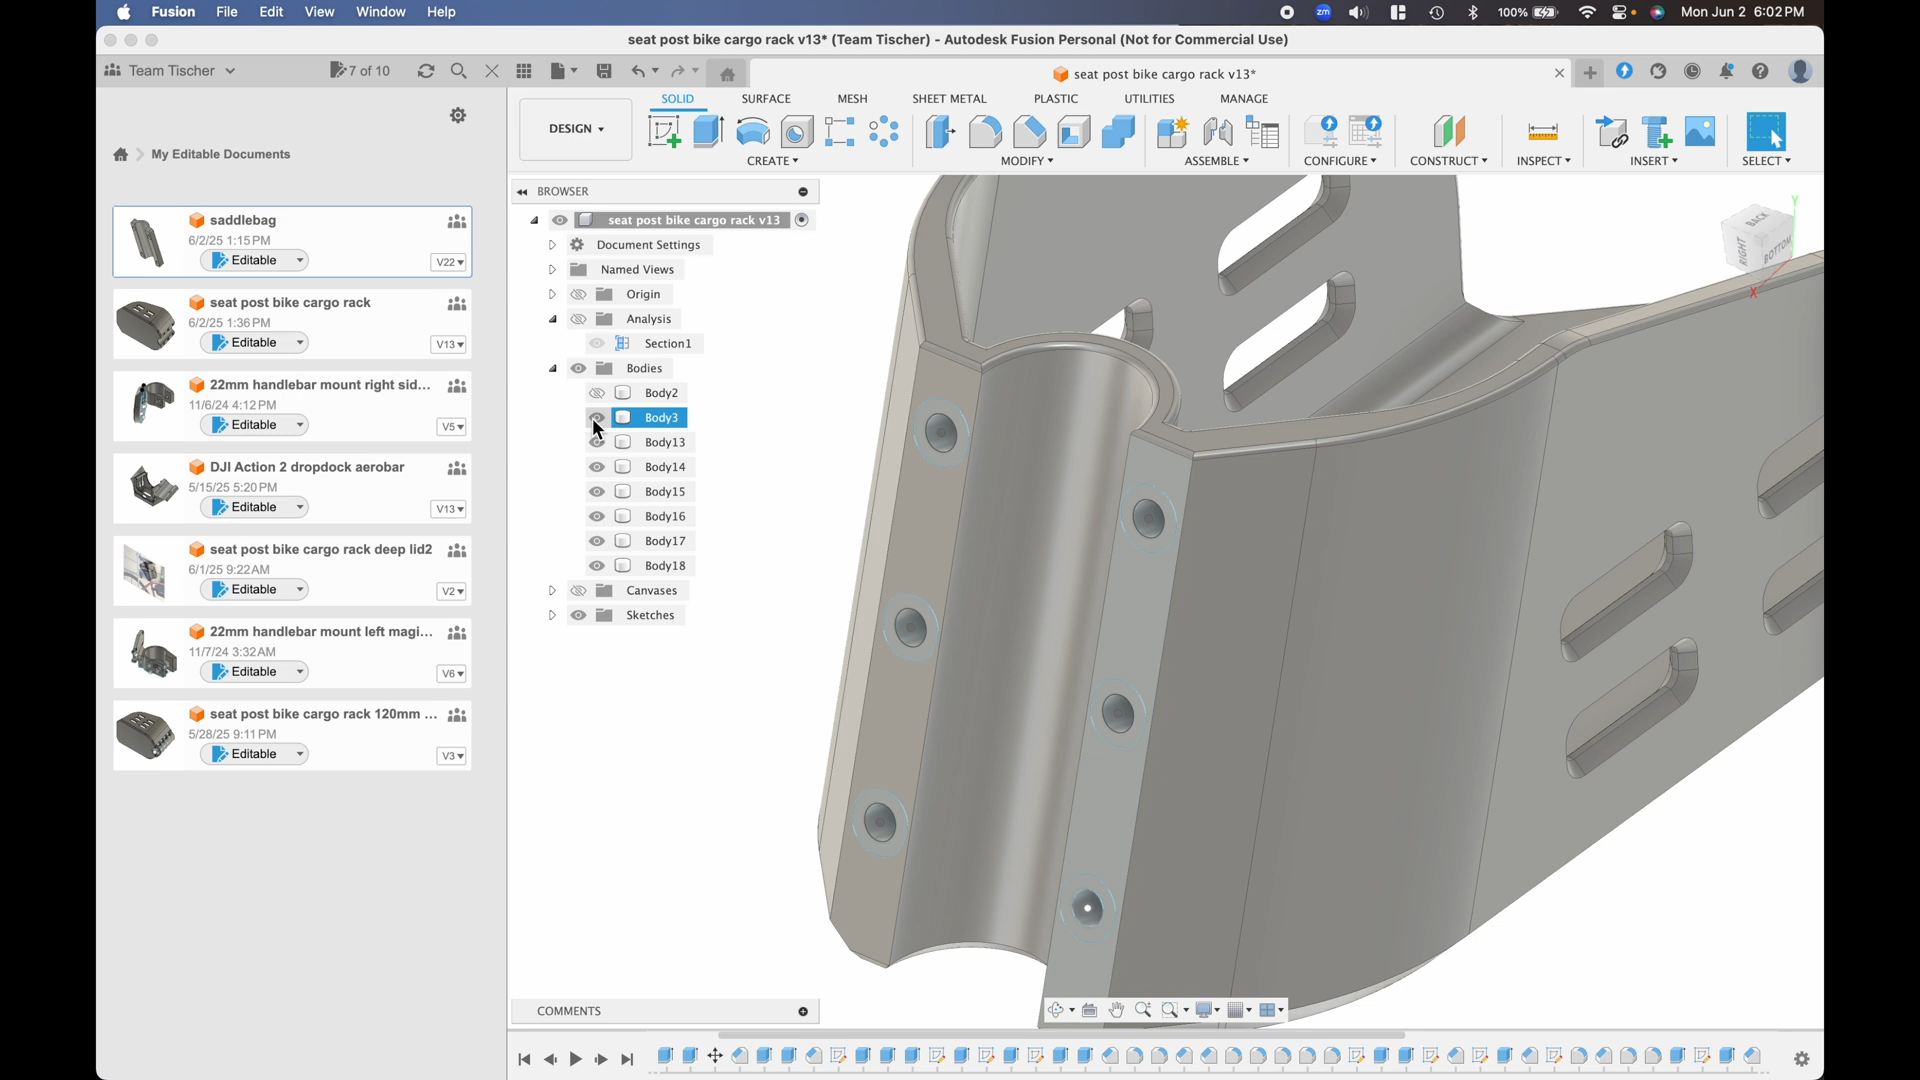 Fusion File Edit View Window Help
zm 100% Mon Jun 2 6:02 PM
seat post bike cargo rack v13* (Team Tischer) - Autodesk Fusion Personal (Not for Commercial Use)
Team Tischer 7 of 10
seat post bike cargo rack v13*
SOLID SURFACE MESH SHEET METAL PLASTIC UTILITIES MANAGE
DESIGN
CREATE MODIFY ASSEMBLE CONFIGURE CONSTRUCT INSPECT INSERT SELECT
My Editable Documents
saddlebag
6/2/25 1:15 PM
Editable V22
seat post bike cargo rack
6/2/25 1:36 PM
Editable V13
22mm handlebar mount right sid...
11/6/24 4:12 PM
Editable V5
DJI Action 2 dropdock aerobar
5/15/25 5:20 PM
Editable V13
seat post bike cargo rack deep lid2
6/1/25 9:22 AM
Editable V2
22mm handlebar mount left magi...
11/7/24 3:32 AM
Editable V6
seat post bike cargo rack 120mm ...
5/28/25 9:11 PM
Editable V3
BROWSER
seat post bike cargo rack v13
Document Settings
Named Views
Origin
Analysis
Section1
Bodies
Body2
Body3
Body13
Body14
Body15
Body16
Body17
Body18
Canvases
Sketches
Y
BACK
RIGHT
BOTTOM
X
COMMENTS